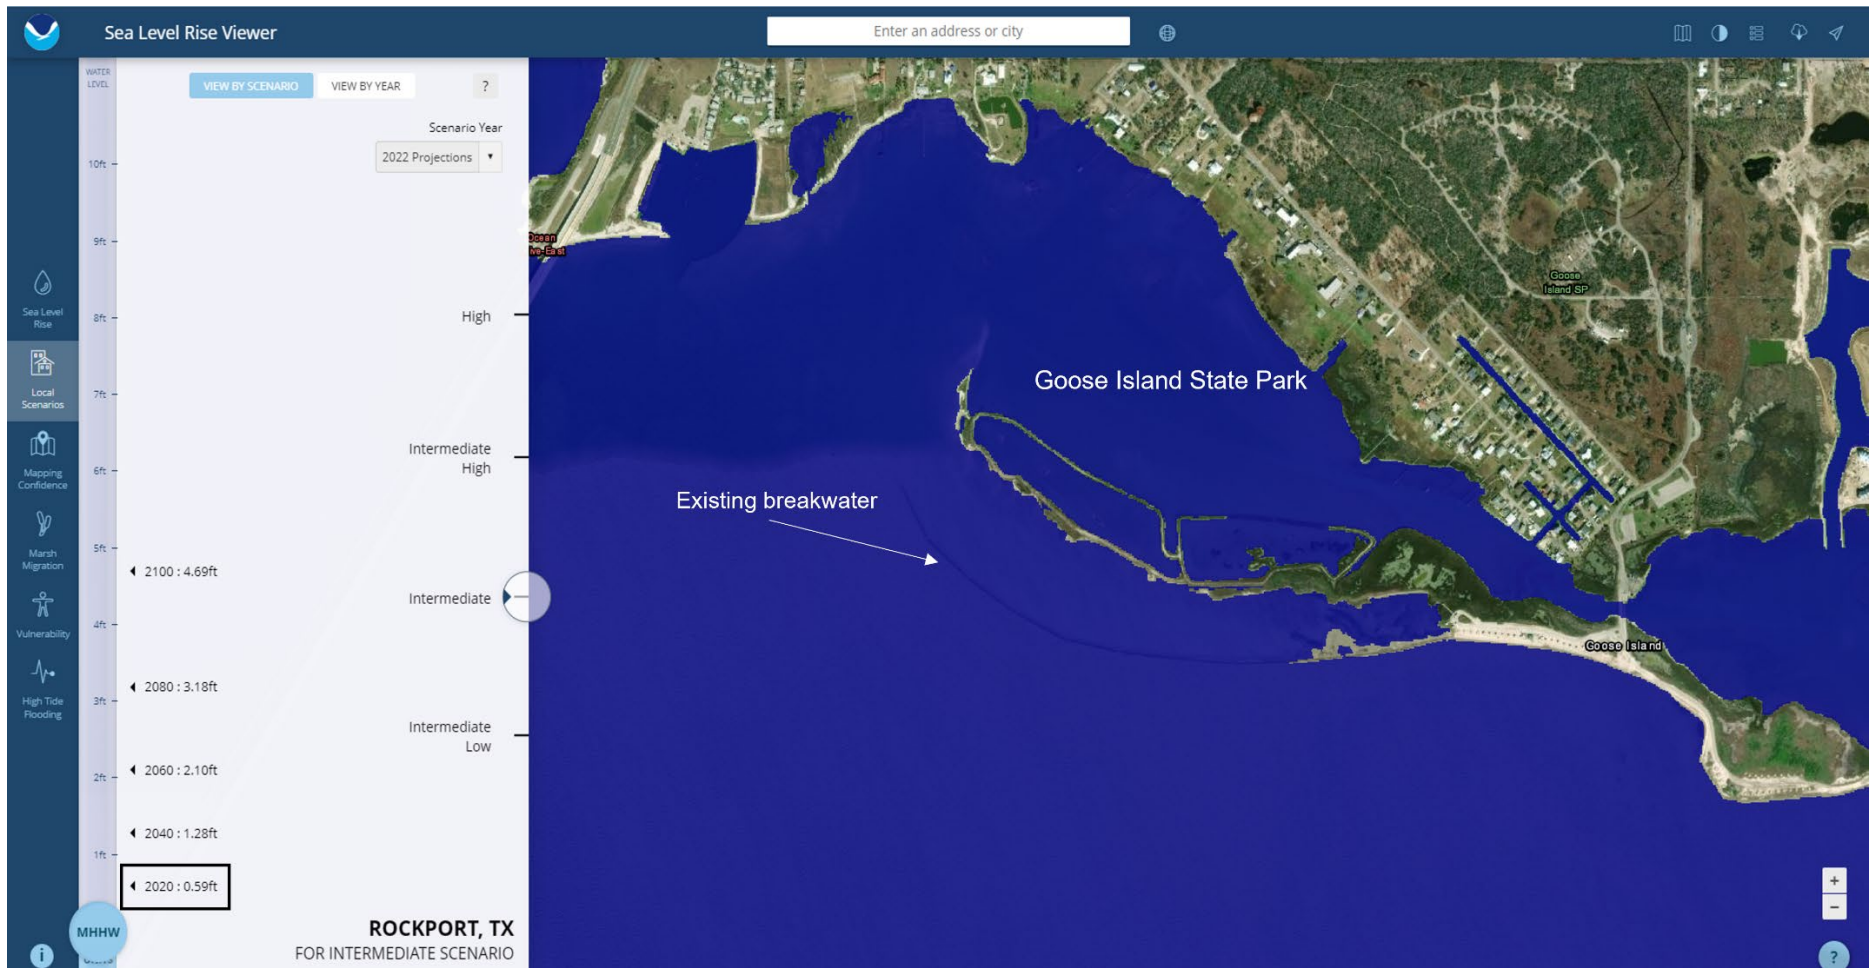 Sea Level Rise Viewer
Enter an address or city
WATER
LEVEL
VIEW BY SCENARIO
VIEW BY YEAR
?
Scenario Year
2022 Projections
10ft
9ft
8ft
7ft
6ft
5ft
4ft
3ft
2ft
1ft
Sea Level
Rise
Local
Scenarios
Mapping
Confidence
Marsh
Migration
Vulnerability
High Tide
Flooding
High
Intermediate
High
Intermediate
Intermediate
Low
2100 : 4.69ft
2080 : 3.18ft
2060 : 2.10ft
2040 : 1.28ft
2020 : 0.59ft
MHHW
i
ROCKPORT, TX
FOR INTERMEDIATE SCENARIO
Ocean
Goose
Island SP
Goose Island State Park
Existing breakwater
Goose Island
+
−
?